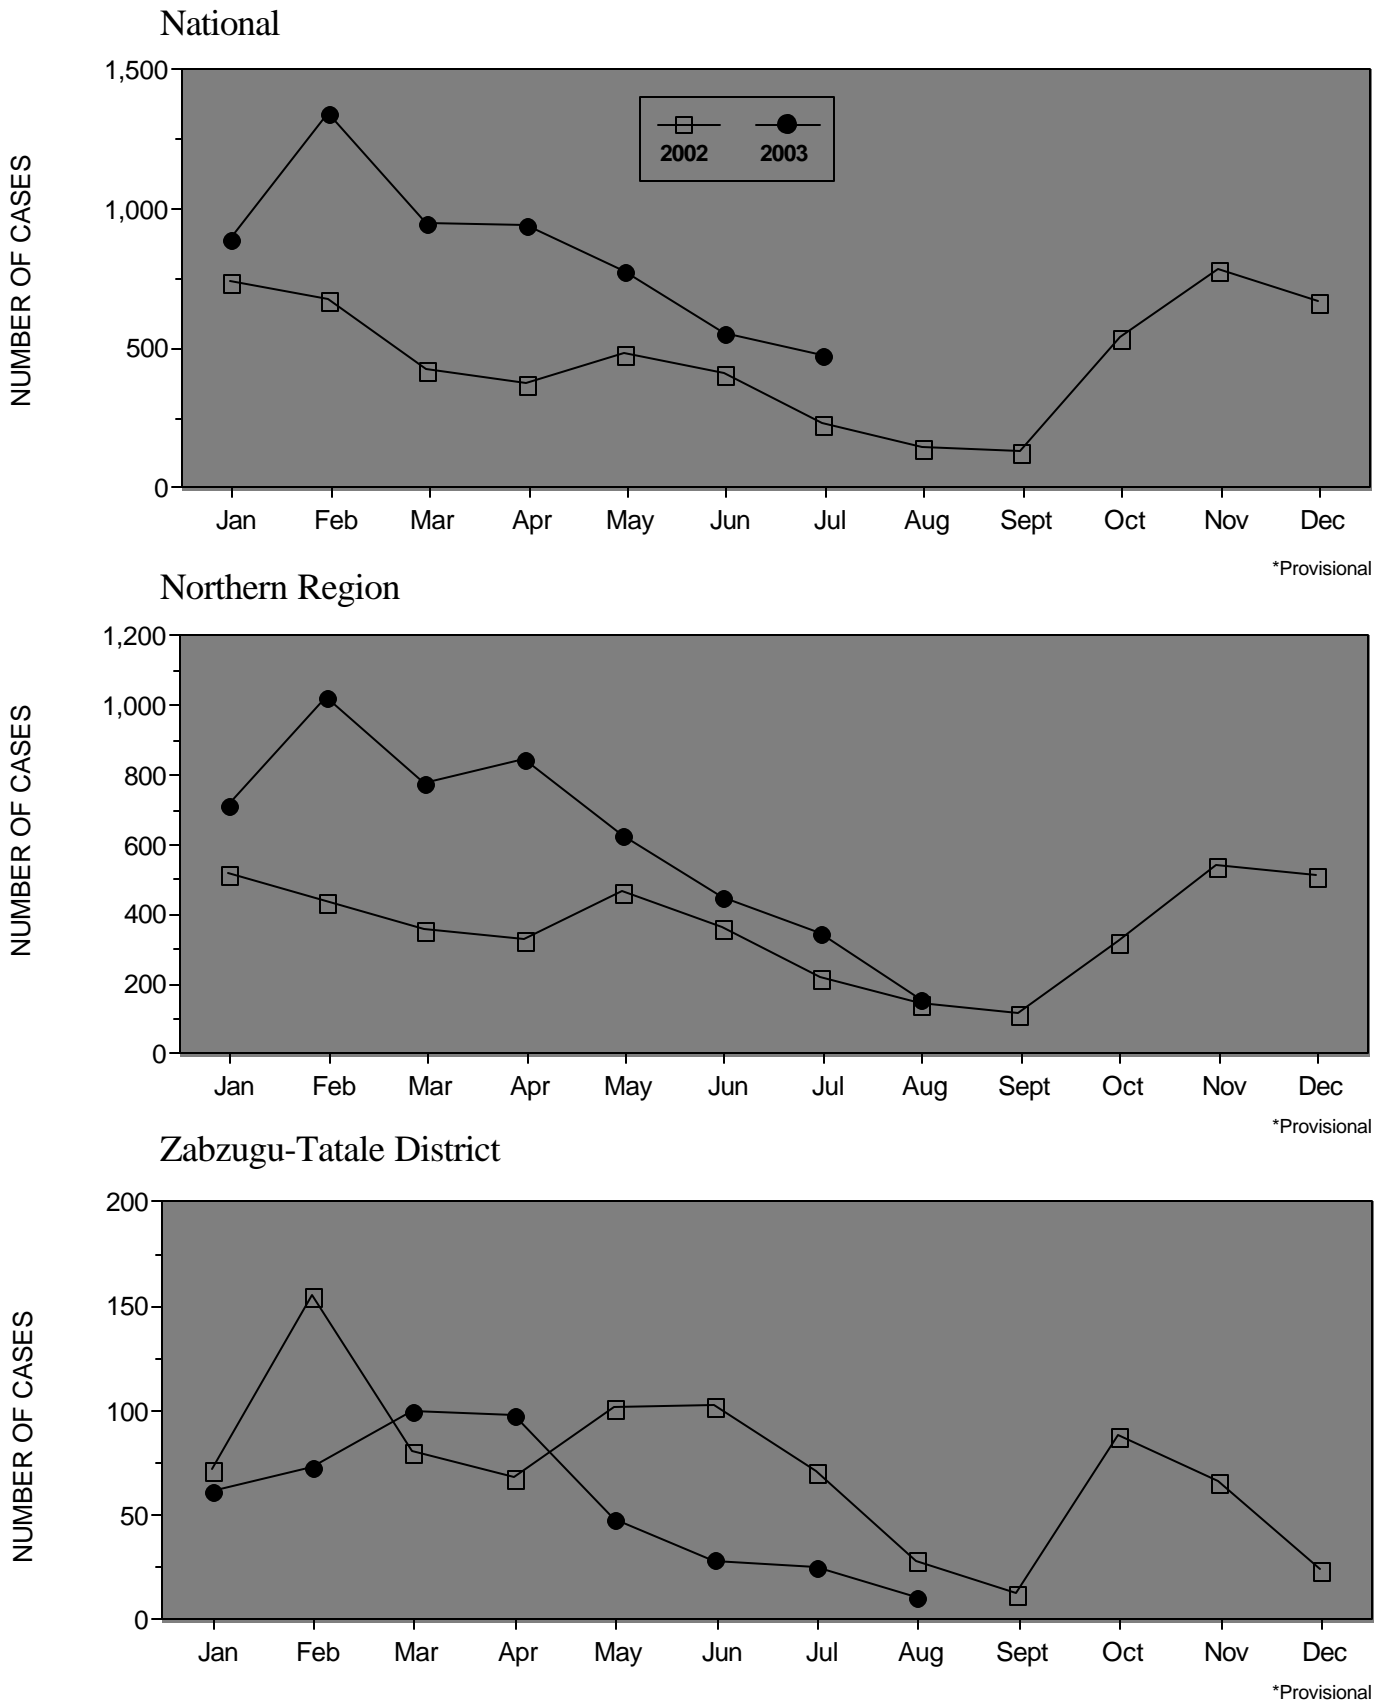 National
NUMBER OF CASES
1,500
1,000
500
0
2002 2003
Jan Feb Mar Apr May Jun Jul Aug Sept Oct Nov Dec
*Provisional
Northern Region
NUMBER OF CASES
1,200
1,000
800
600
400
200
0
Jan Feb Mar Apr May Jun Jul Aug Sept Oct Nov Dec
*Provisional
Zabzugu-Tatale District
NUMBER OF CASES
200
150
100
50
0
Jan Feb Mar Apr May Jun Jul Aug Sept Oct Nov Dec
*Provisional